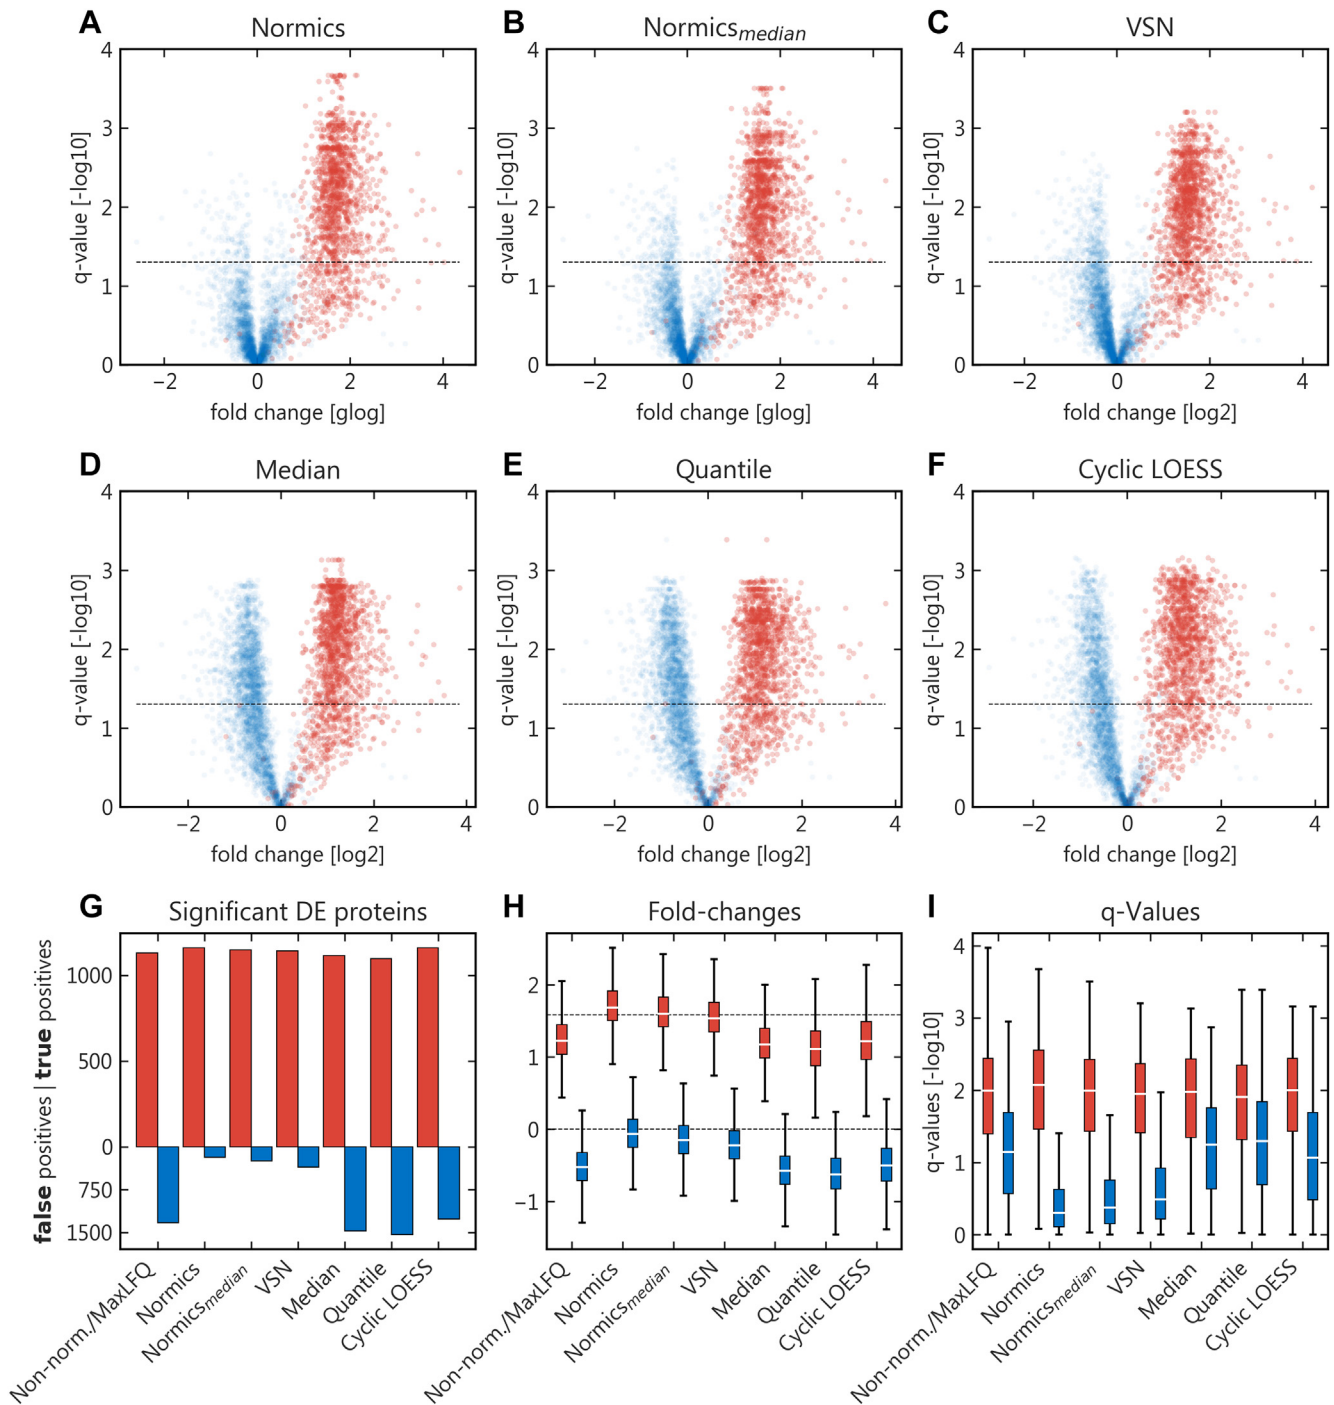 A Normics
B Normicsmedian
C VSN
4
3
2
1
0
q-value [-log10]
−2 0 2 4
fold change [glog]
4
3
2
1
0
q-value [-log10]
−2 0 2 4
fold change [glog]
4
3
2
1
0
q-value [-log10]
−2 0 2 4
fold change [log2]
D Median
E Quantile
F Cyclic LOESS
4
3
2
1
0
q-value [-log10]
−2 0 2 4
fold change [log2]
4
3
2
1
0
q-value [-log10]
−2 0 2 4
fold change [log2]
4
3
2
1
0
q-value [-log10]
−2 0 2 4
fold change [log2]
G Significant DE proteins
H Fold-changes
I q-Values
false positives | true positives
1000
500
0
750
1500
Non-norm./MaxLFQ
Normics
Normicsmedian
VSN
Median
Quantile
Cyclic LOESS
2
1
0
−1
Non-norm./MaxLFQ
Normics
Normicsmedian
VSN
Median
Quantile
Cyclic LOESS
q-values [-log10]
4
3
2
1
0
Non-norm./MaxLFQ
Normics
Normicsmedian
VSN
Median
Quantile
Cyclic LOESS